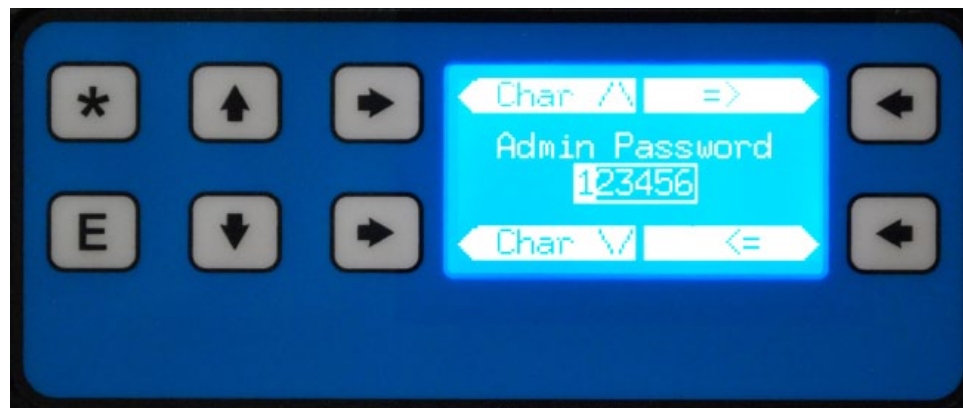 *
Char /\ =>
Admin Password
123456
E
Char \/ <=